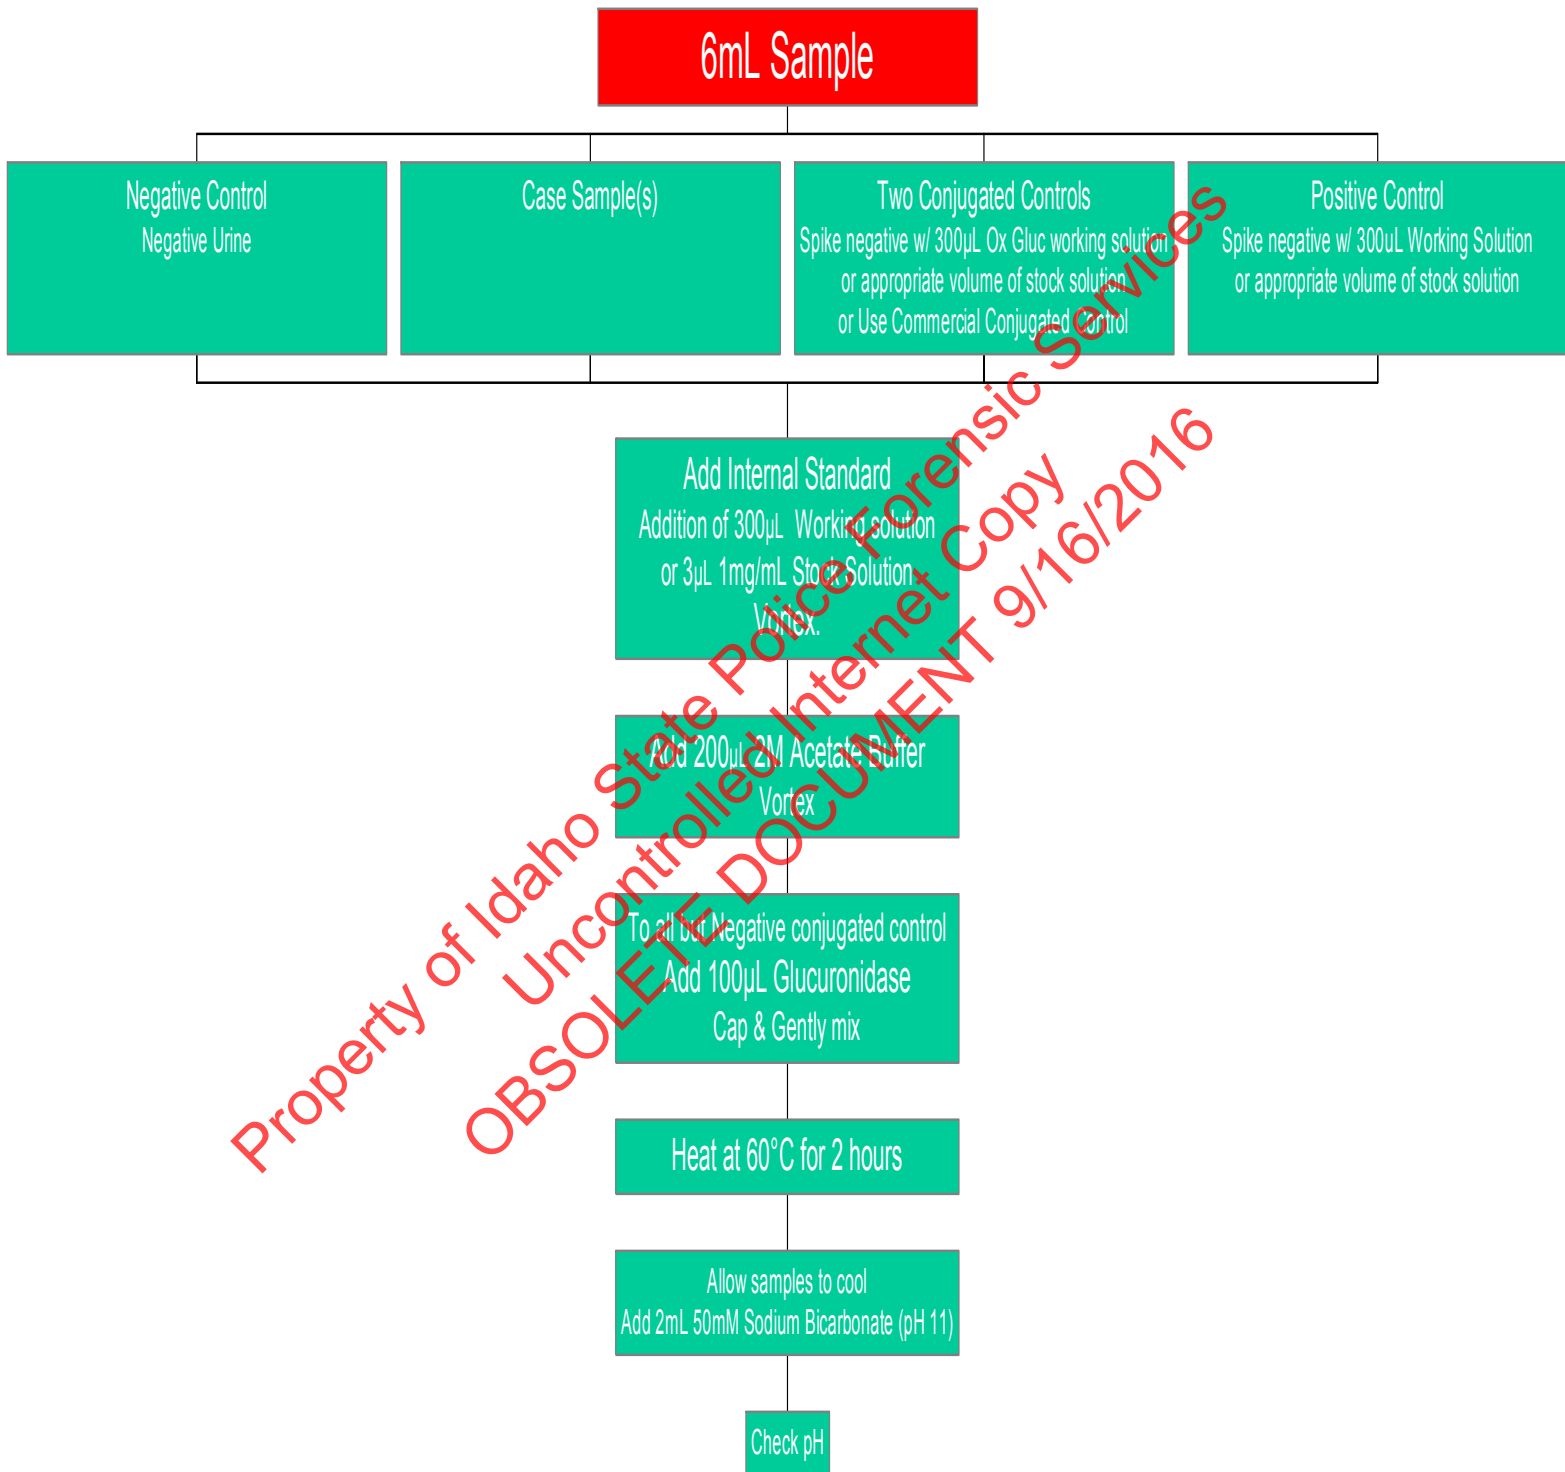 6mL Sample
Negative Control
Negative Urine
Case Sample(s)
Two Conjugated Controls
Spike negative w/ 300µL Ox Gluc working solution
or appropriate volume of stock solution
or Use Commercial Conjugated Control
Positive Control
Spike negative w/ 300uL Working Solution
or appropriate volume of stock solution
Add Internal Standard
Addition of 300µL Working solution
or 3µL 1mg/mL Stock Solution
Vortex.
Add 200µL 2M Acetate Buffer
Vortex
To all but Negative conjugated control
Add 100µL Glucuronidase
Cap & Gently mix
Heat at 60°C for 2 hours
Allow samples to cool
Add 2mL 50mM Sodium Bicarbonate (pH 11)
Check pH
Property of Idaho State Police Forensic Services
Uncontrolled Internet Copy
OBSOLETE DOCUMENT 9/16/2016